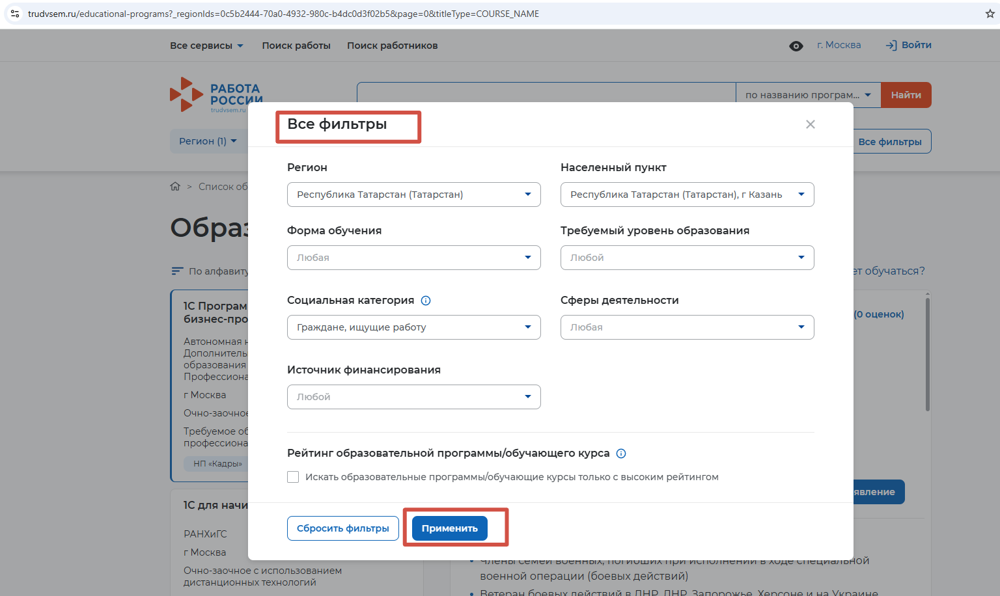 trudvsem.ru/educational-programs?_regionIds=0c5b2444-70a0-4932-980c-b4dc0d3f02b5&page=0&titleType=COURSE_NAME
Все сервисы Поиск работы Поиск работников г. Москва Войти
РАБОТА
РОССИИ
trudvsem.ru
по названию програм... Найти
Все фильтры
Регион (1) Все фильтры
Регион Населенный пункт
> Список об
Республика Татарстан (Татарстан) Республика Татарстан (Татарстан), г Казань
Образ
Форма обучения Требуемый уровень образования
Любая Любой
По алфавиту ет обучаться?
Социальная категория Сферы деятельности
1С Програм
бизнес-про
(0 оценок)
Граждане, ищущие работу Любая
Автономная н
Дополнитель
образования
Профессиона
Источник финансирования
г Москва
Любой
Очно-заочное
Требуемое об
профессиона
Рейтинг образовательной программы/обучающего курса
НП «Кадры»
Искать образовательные программы/обучающие курсы только с высоким рейтингом
явление
1С для начи
Сбросить фильтры Применить
РАНХиГС
г Москва
Члены семей военных, погибших при исполнении в ходе специальной
военной операции (боевых действий)
Очно-заочное с использованием
дистанционных технологий
Ветеран боевых действий в ДНР, ЛНР, Запорожье, Херсоне и на Украине